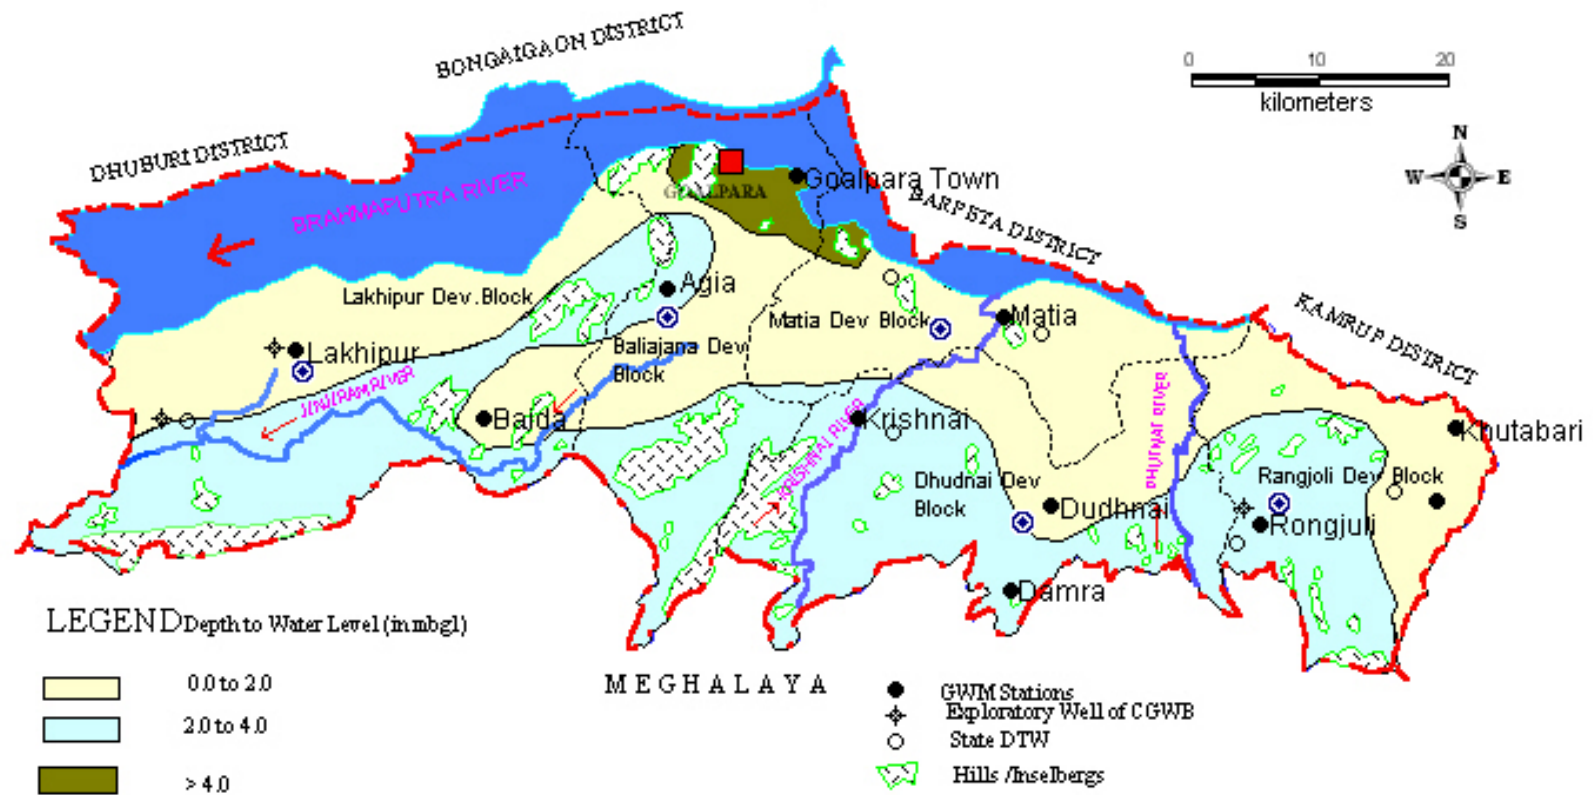 BONGAIGAON DISTRICT
0 10 20
kilometers
DHUBURI DISTRICT
N
W E
S
BRAHMAPUTRA RIVER
GOALPARA
Goalpara Town
BARPETA DISTRICT
Lakhipur Dev.Block
Agia
KAMRUP DISTRICT
Matia Dev Block
Matia
Lakhipur
Baliajana Dev
Block
JINJIRAM RIVER
Baida
KRISHNAI RIVER
Krishnai
Khutabari
Dhudnai Dev
Block
Rangjoli Dev Block
Dudhnai
Rongjuli
Damra
LEGEND Depth to Water Level (in mbgl)
0.0 to 2.0
2.0 to 4.0
> 4.0
MEGHALAYA
GWM Stations
Exploratory Well of CGWB
State DTW
Hills /Inselbergs